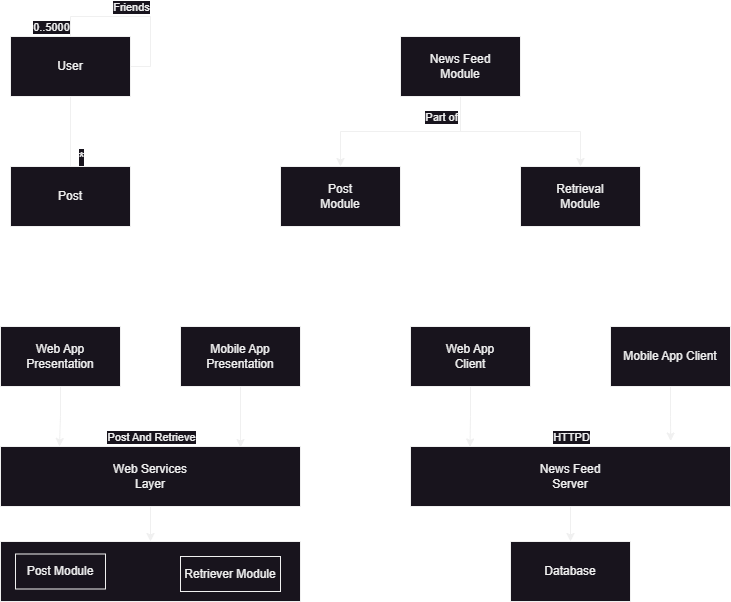 Friends
0..5000
User
*
Post
News Feed
Module
Part of
Post
Module
Retrieval
Module
Web App
Presentation
Mobile App
Presentation
Post And Retrieve
Web Services
Layer
Post Module
Retriever Module
Web App
Client
Mobile App Client
HTTPD
News Feed
Server
Database